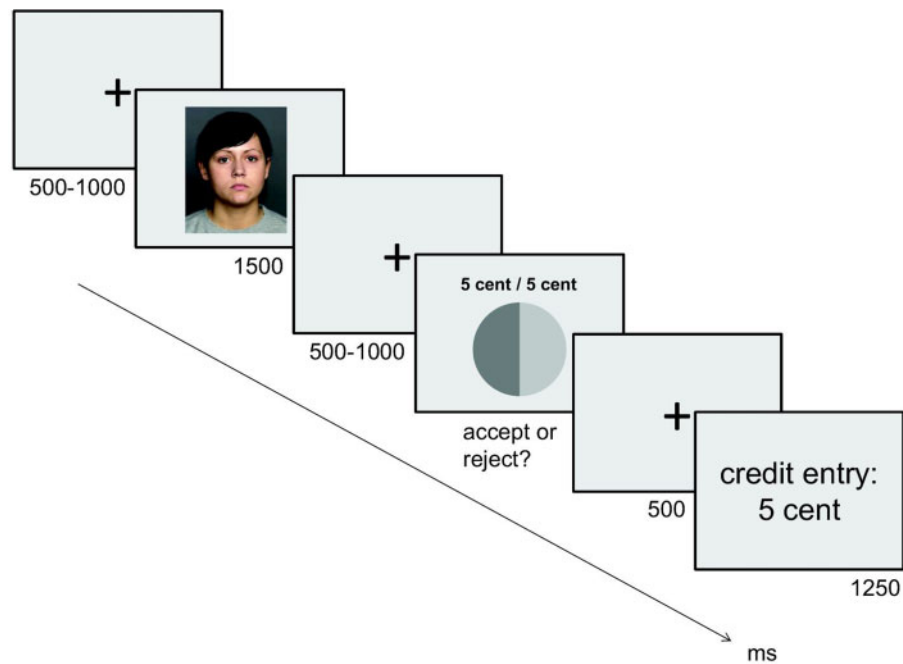 500-1000
1500
500-1000
5 cent / 5 cent
accept or
reject?
500
credit entry:
5 cent
1250
ms